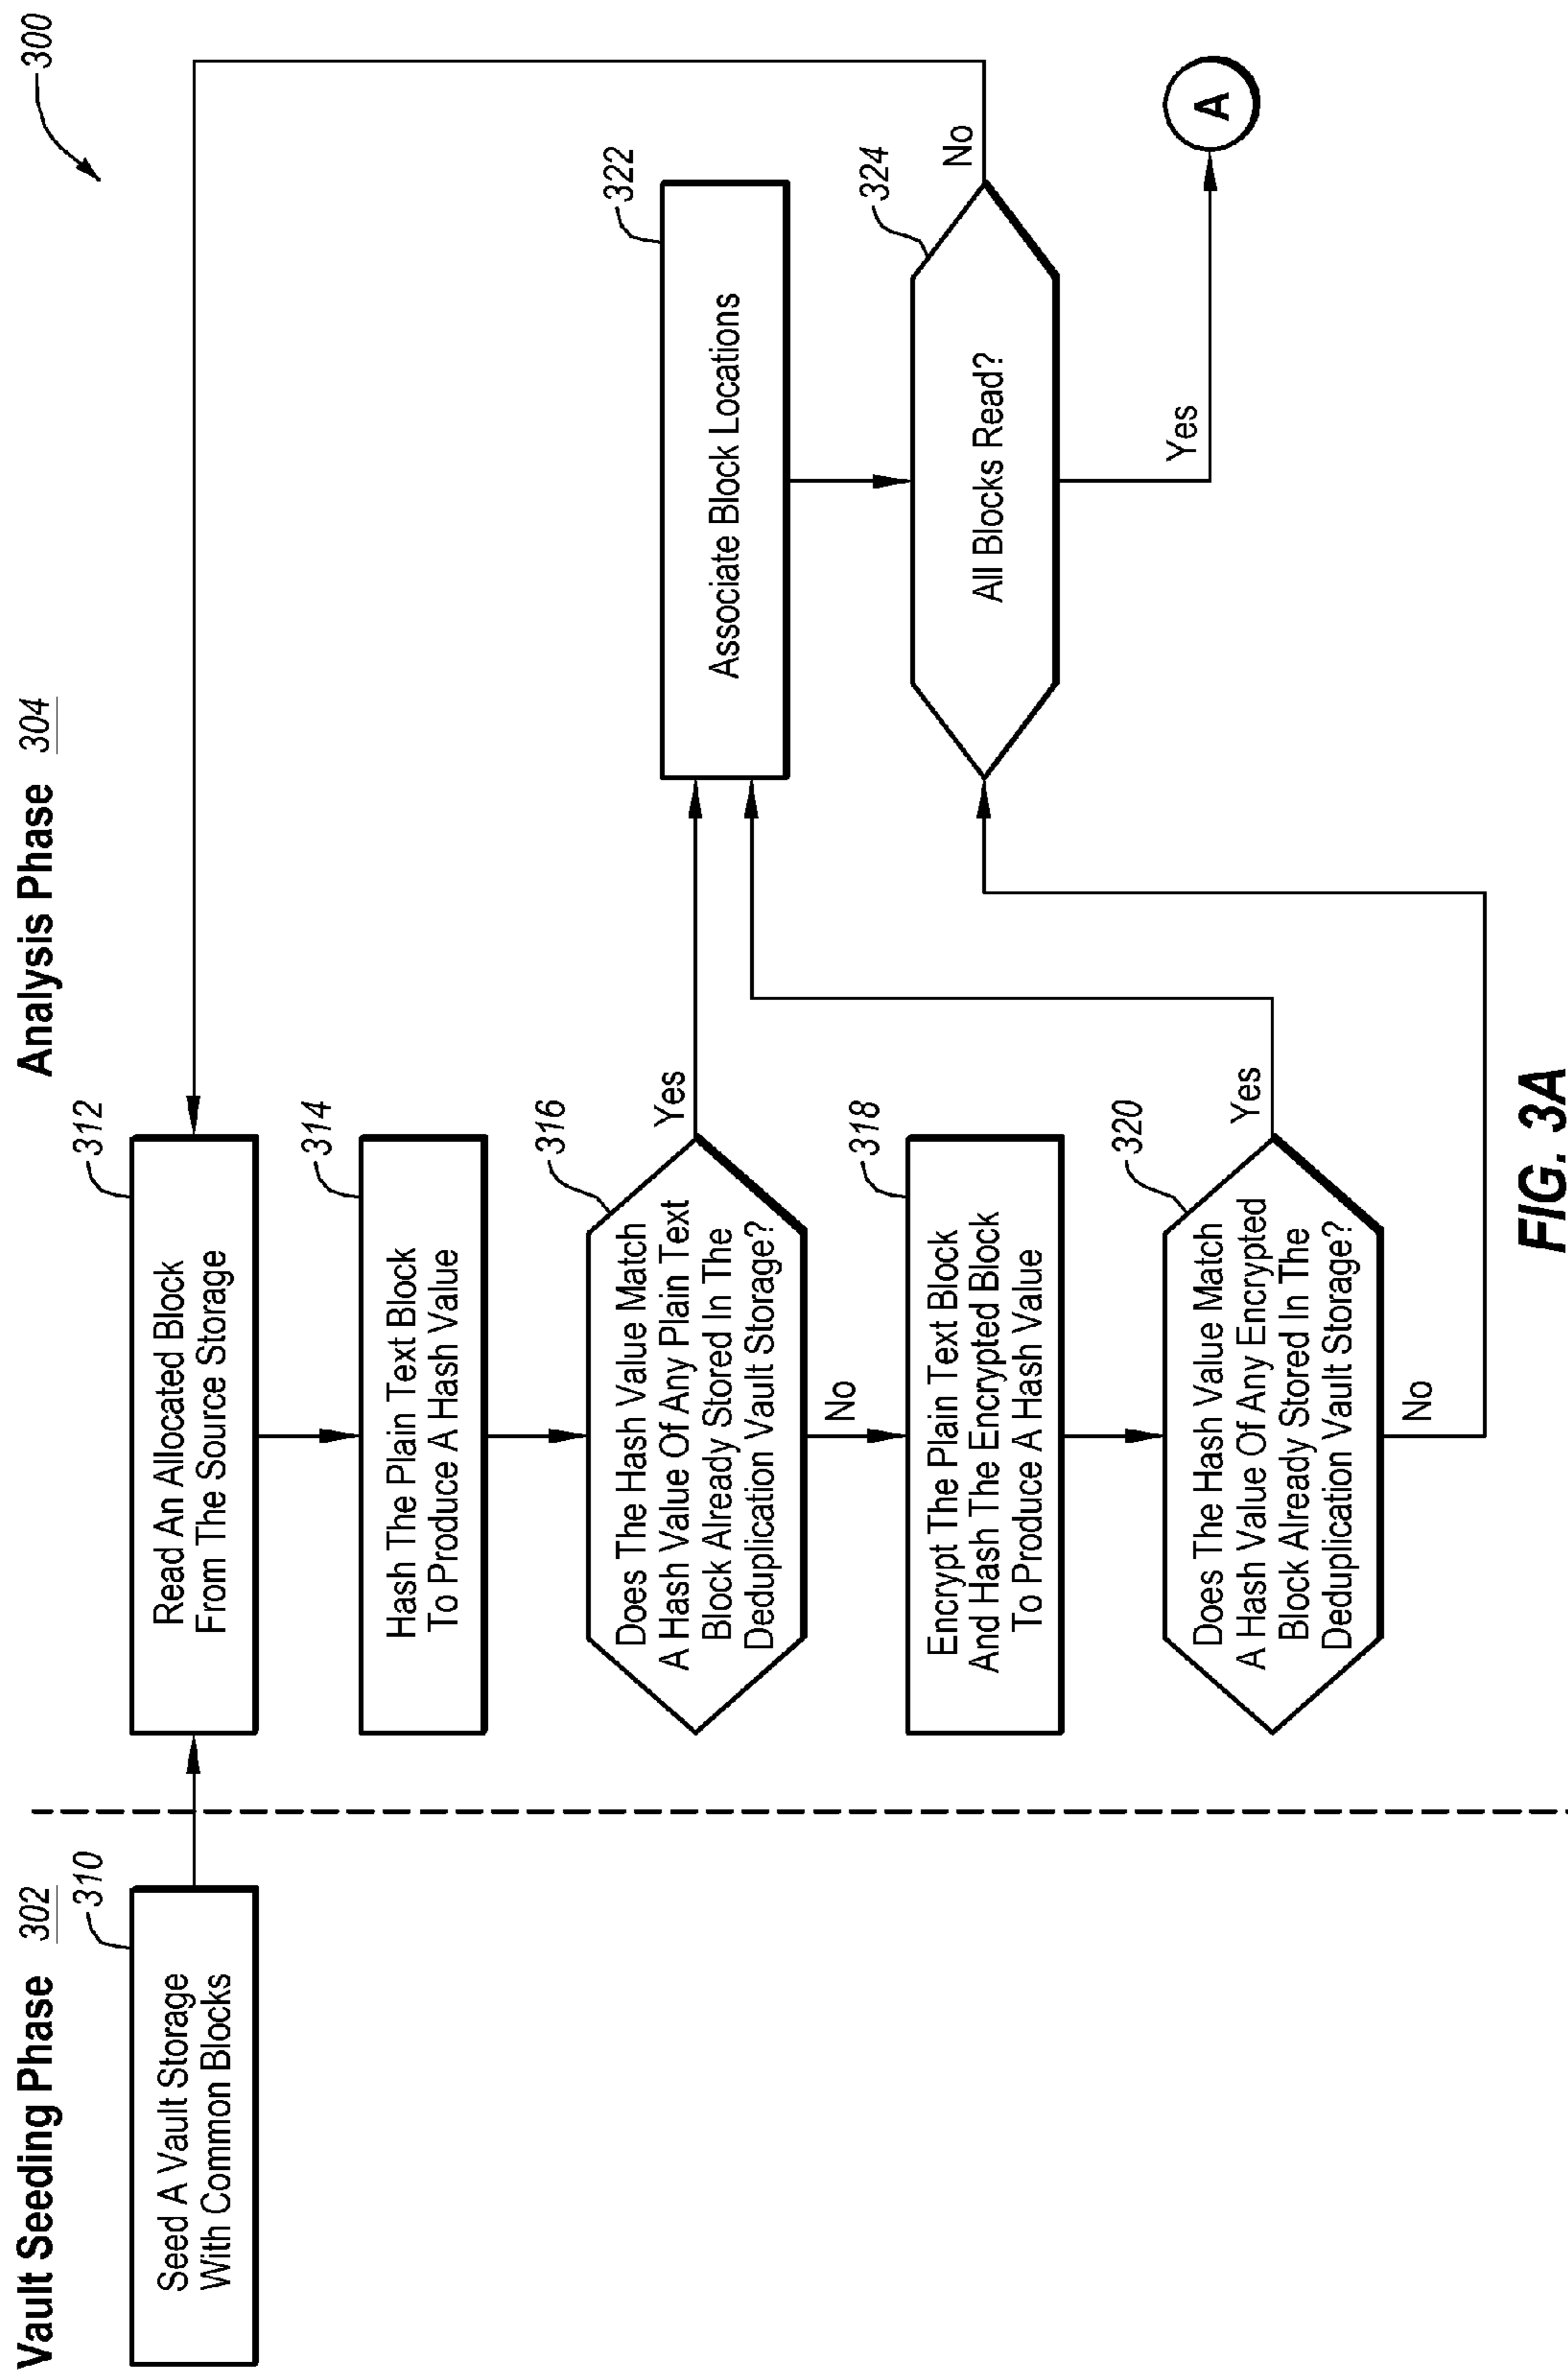 300
Vault Seeding Phase 302
Analysis Phase 304
310
Seed A Vault Storage
With Common Blocks
312
Read An Allocated Block
From The Source Storage
314
Hash The Plain Text Block
To Produce A Hash Value
316
Does The Hash Value Match
A Hash Value Of Any Plain Text
Block Already Stored In The
Deduplication Vault Storage?
Yes
No
318
Encrypt The Plain Text Block
And Hash The Encrypted Block
To Produce A Hash Value
320
Does The Hash Value Match
A Hash Value Of Any Encrypted
Block Already Stored In The
Deduplication Vault Storage?
Yes
No
322
Associate Block Locations
324
All Blocks Read?
No
Yes
A
FIG. 3A